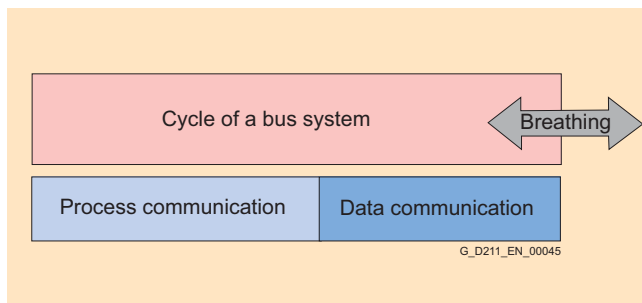 Cycle of a bus system
Breathing
Process communication
Data communication
G_D211_EN_00045